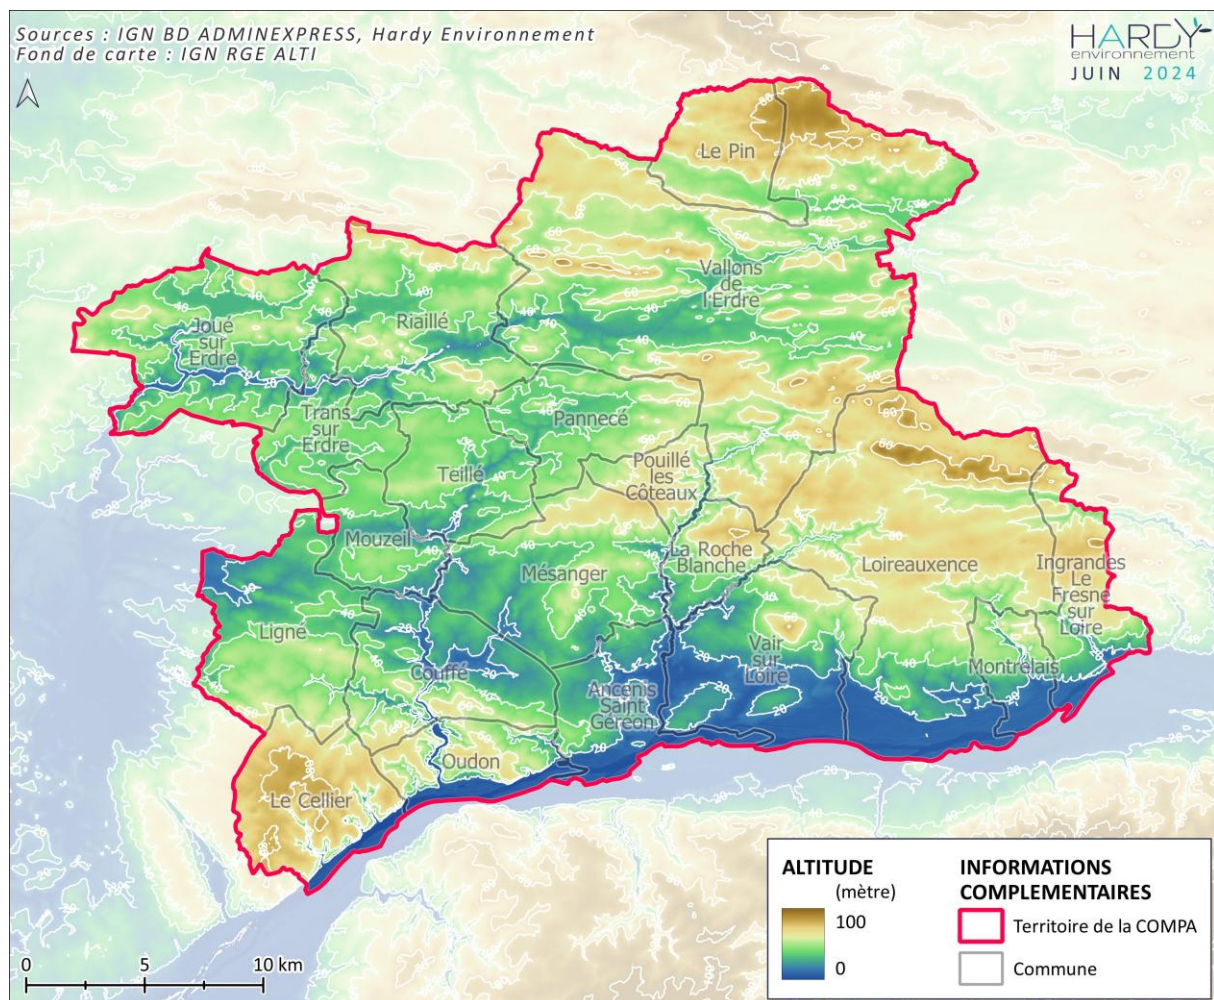 Sources : IGN BD ADMINEXPRESS, Hardy Environnement
Fond de carte : IGN RGE ALTI
HARDY
environnement
JUIN 2024
Le Pin
Vallons
de
l'Erdre
Riaillé
Joué
sur
Erdre
Trans
sur
Erdre
Pannecé
Teillé
Pouillé
les
Côteaux
Mouzeil
La Roche
Blanche
Mésanger
Loireauxence
Ingrandes
Le
Fresne
sur
Loire
Ligné
Vair
sur
Loire
Montrelais
Couffé
Ancenis
Saint
Géréon
Oudon
Le Cellier
ALTITUDE
(mètre)
100
0
INFORMATIONS
COMPLEMENTAIRES
Territoire de la COMPA
Commune
0 5 10 km